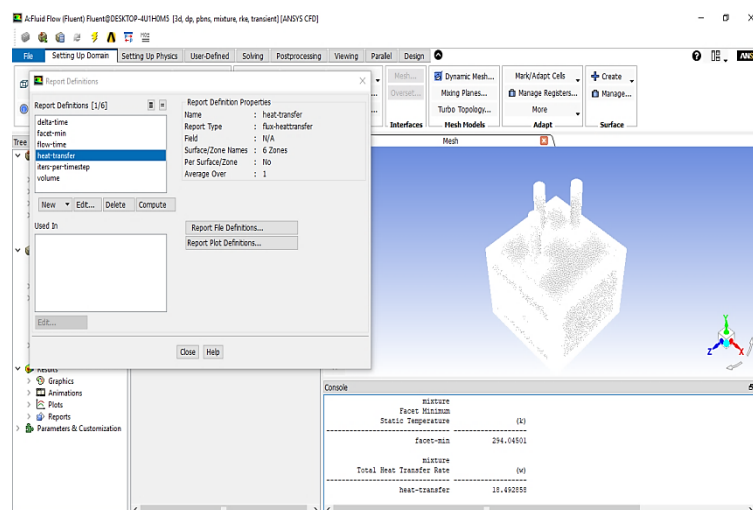 A:Fluid Flow (Fluent) Fluent@DESKTOP-4U1H0M5 [3d, dp, pbns, mixture, rke, transient] [ANSYS CFD]
File Setting Up Domain Setting Up Physics User-Defined Solving Postprocessing Viewing Parallel Design
Mesh... Dynamic Mesh... Mark/Adapt Cells Create
Overset... Mixing Planes... Manage Registers... Manage...
Turbo Topology... More
Interfaces Mesh Models Adapt Surface
Tree
Mesh
Report Definitions
Report Definitions [1/6]
delta-time
facet-min
flow-time
heat-transfer
iters-per-timestep
volume
New Edit... Delete Compute
Used In
Edit...
Report Definition Properties
Name : heat-transfer
Report Type : flux-heattransfer
Field : N/A
Surface/Zone Names : 6 Zones
Per Surface/Zone : No
Average Over : 1
Report File Definitions...
Report Plot Definitions...
Close Help
Results
Graphics
Animations
Plots
Reports
Parameters & Customization
Y
Z X
Console
mixture
Facet Minimum
Static Temperature (k)
facet-min 294.04501
mixture
Total Heat Transfer Rate (w)
heat-transfer 18.492858